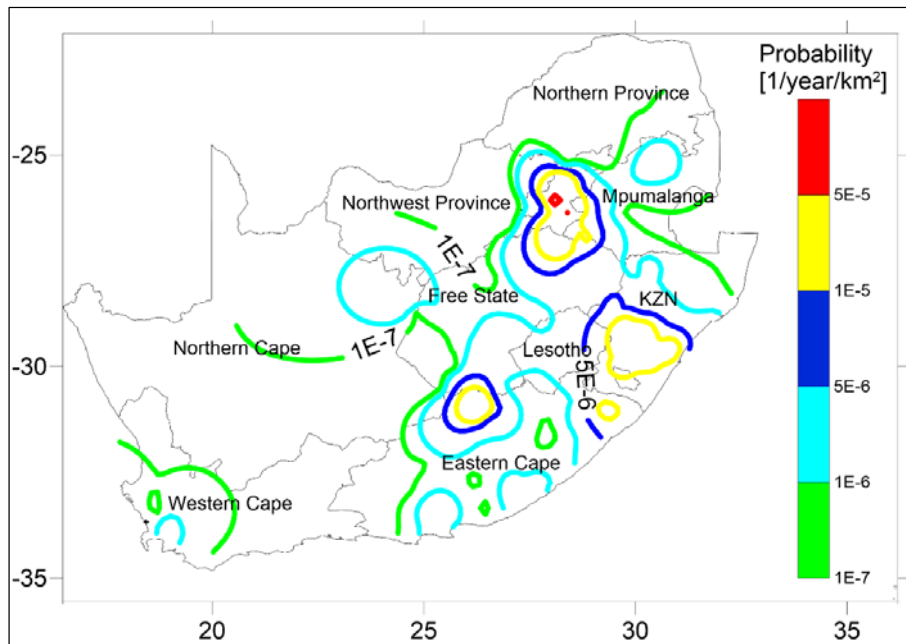 Probability
[1/year/km²]
Northern Province
-25
5E-5
Northwest Province
Mpumalanga
1E-7
1E-5
Free State
KZN
Northern Cape
1E-7
Lesotho
-30
5E-6
5E-6
Eastern Cape
1E-6
Western Cape
-35
1E-7
20
25
30
35